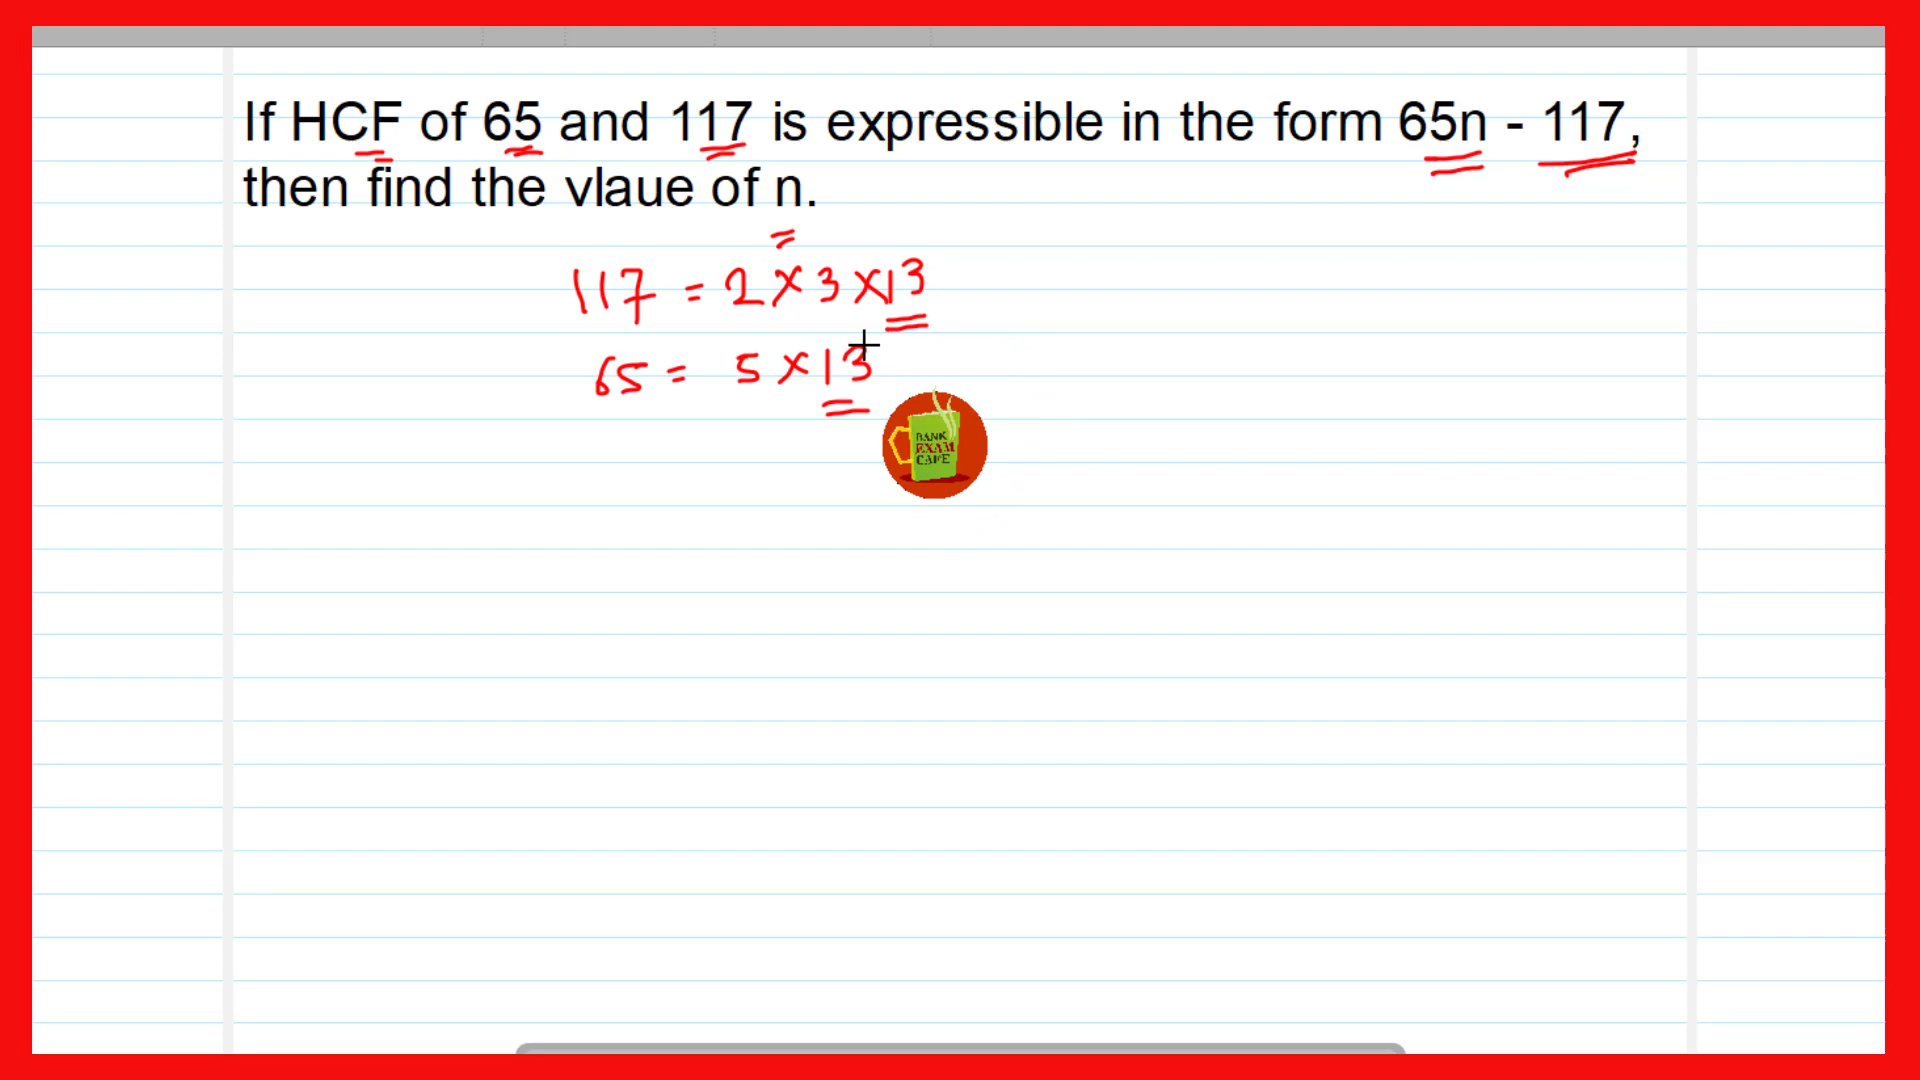 If HCF of 65 and 117 is expressible in the form 65n - 117,
then find the vlaue of n.
117 = 2 × 3 × 13
65 = 5 × 13
BANK
EXAM
CAFE